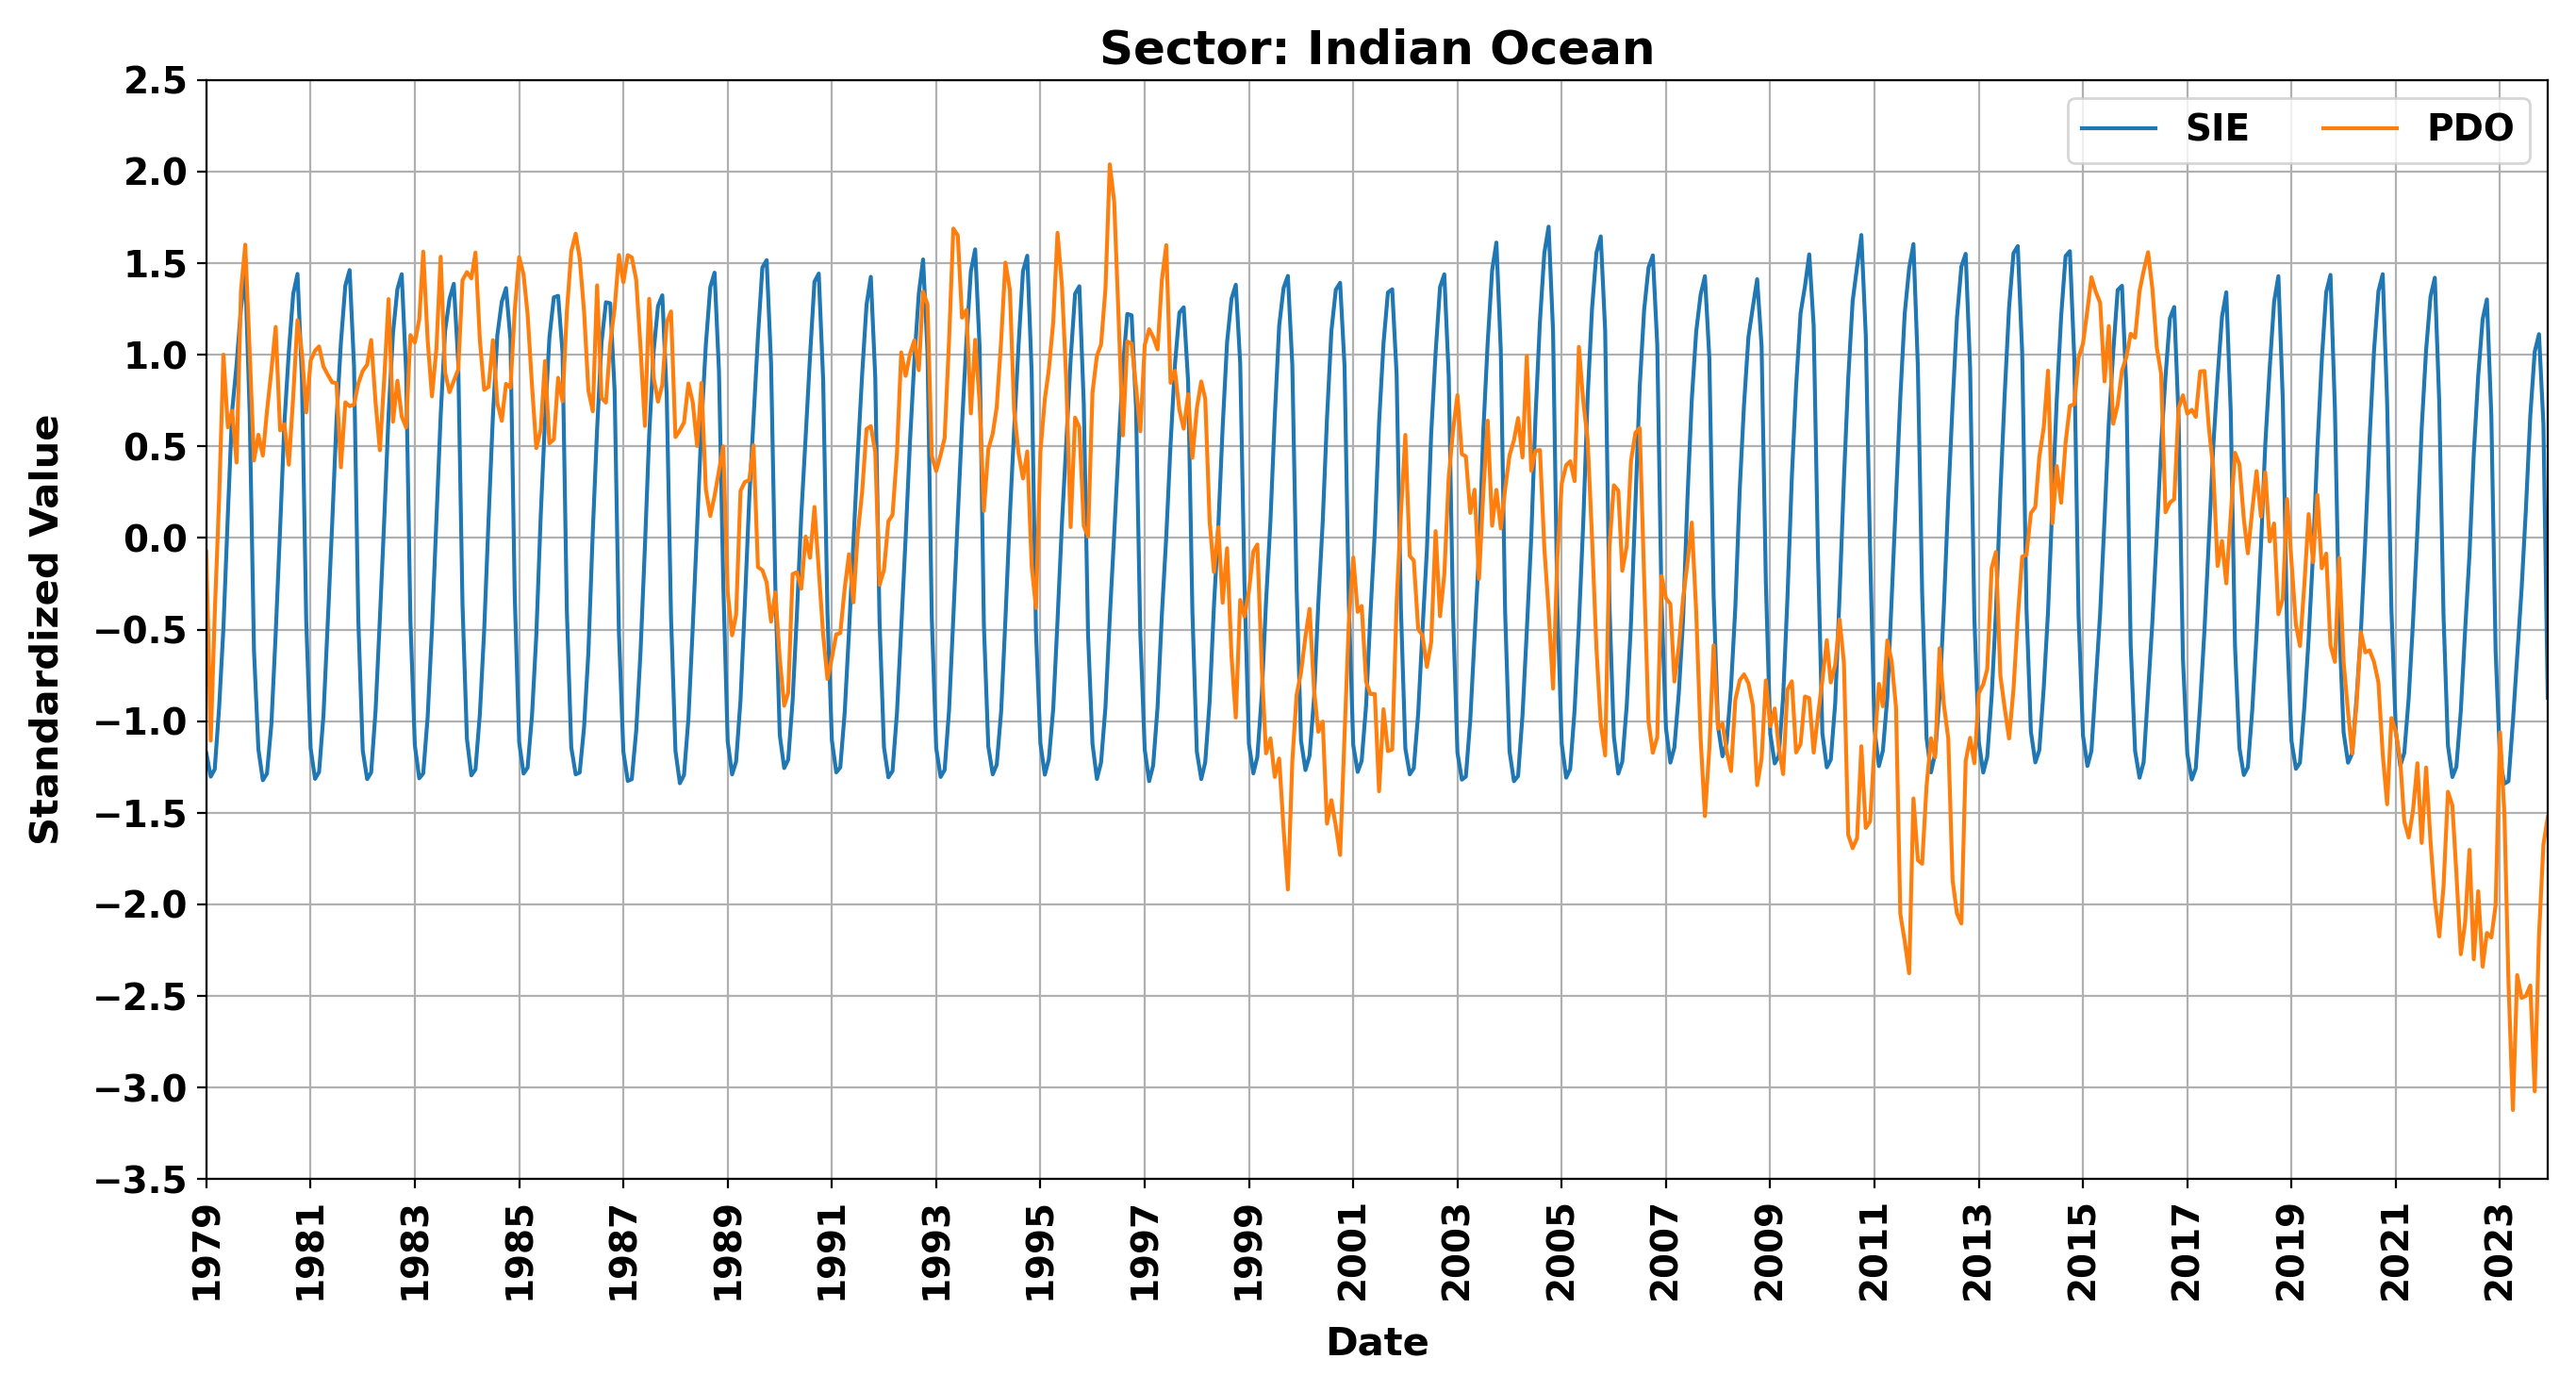 Sector: Indian Ocean
SIE PDO
Standardized Value
2.5
2.0
1.5
1.0
0.5
0.0
−0.5
−1.0
−1.5
−2.0
−2.5
−3.0
−3.5
1979 1981 1983 1985 1987 1989 1991 1993 1995 1997 1999 2001 2003 2005 2007 2009 2011 2013 2015 2017 2019 2021 2023
Date